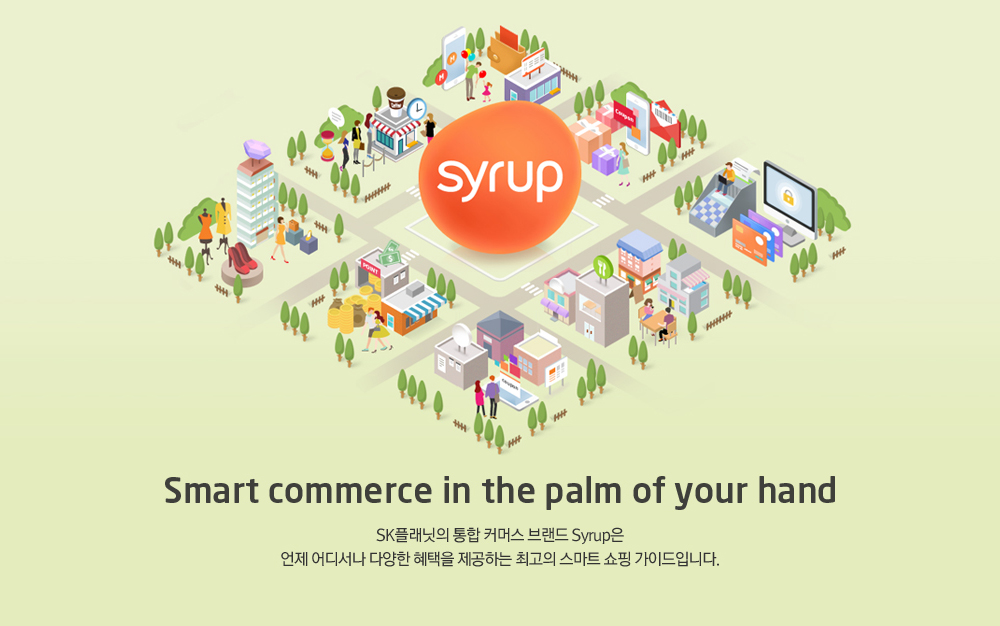 H
H
Coupon
syrup
POINT
Coupon
Smart commerce in the palm of your hand
SK플래닛의 통합 커머스 브랜드 Syrup은
언제 어디서나 다양한 혜택을 제공하는 최고의 스마트 쇼핑 가이드입니다.